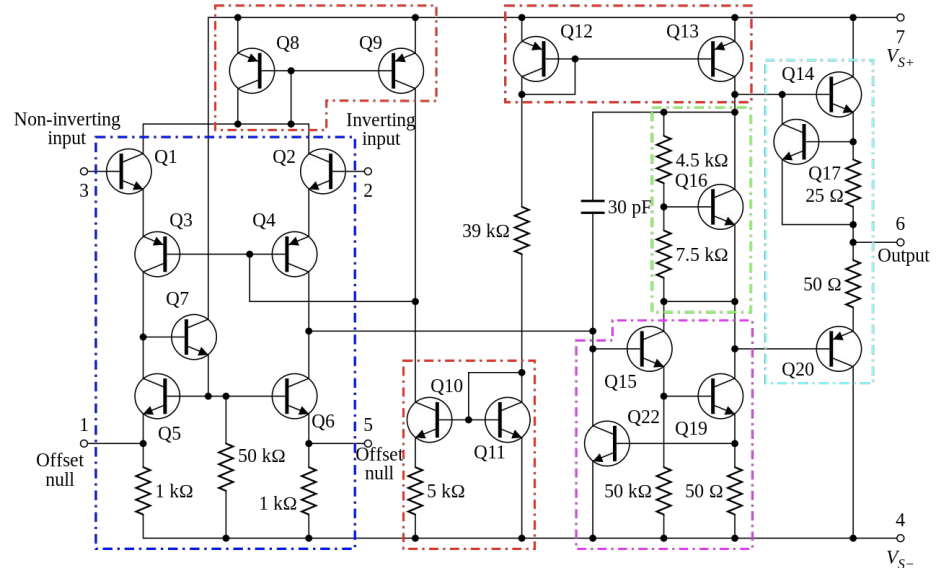 Q8
Q9
Q12
Q13
7
V_S+
Q14
Non-inverting
input
Inverting
input
Q1
Q2
3
2
4.5 kΩ
Q16
Q17
25 Ω
Q3
Q4
30 pF
39 kΩ
6
Output
7.5 kΩ
50 Ω
Q7
Q15
Q20
Q10
Q5
Q6
Q22
Q19
1
5
Offset
null
Offset
null
Q11
50 kΩ
1 kΩ
1 kΩ
5 kΩ
50 kΩ
50 Ω
4
V_S−